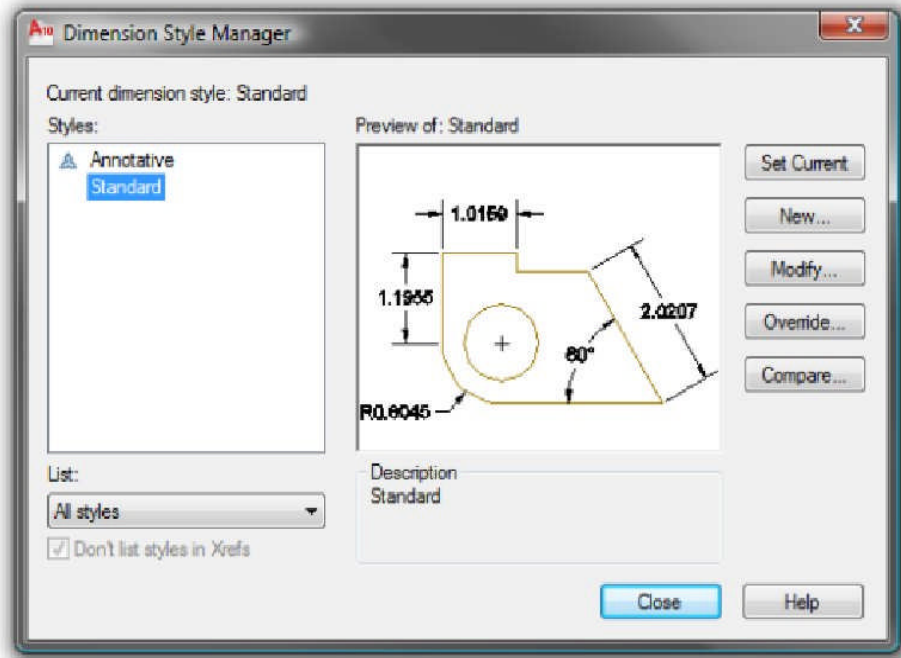 A10 Dimension Style Manager
Current dimension style: Standard
Styles:
Annotative
Standard
Preview of: Standard
1.0159
1.1955
2.0207
60°
R0.8045
Set Current
New...
Modify...
Override...
Compare...
List:
All styles
Don't list styles in Xrefs
Description
Standard
Close
Help